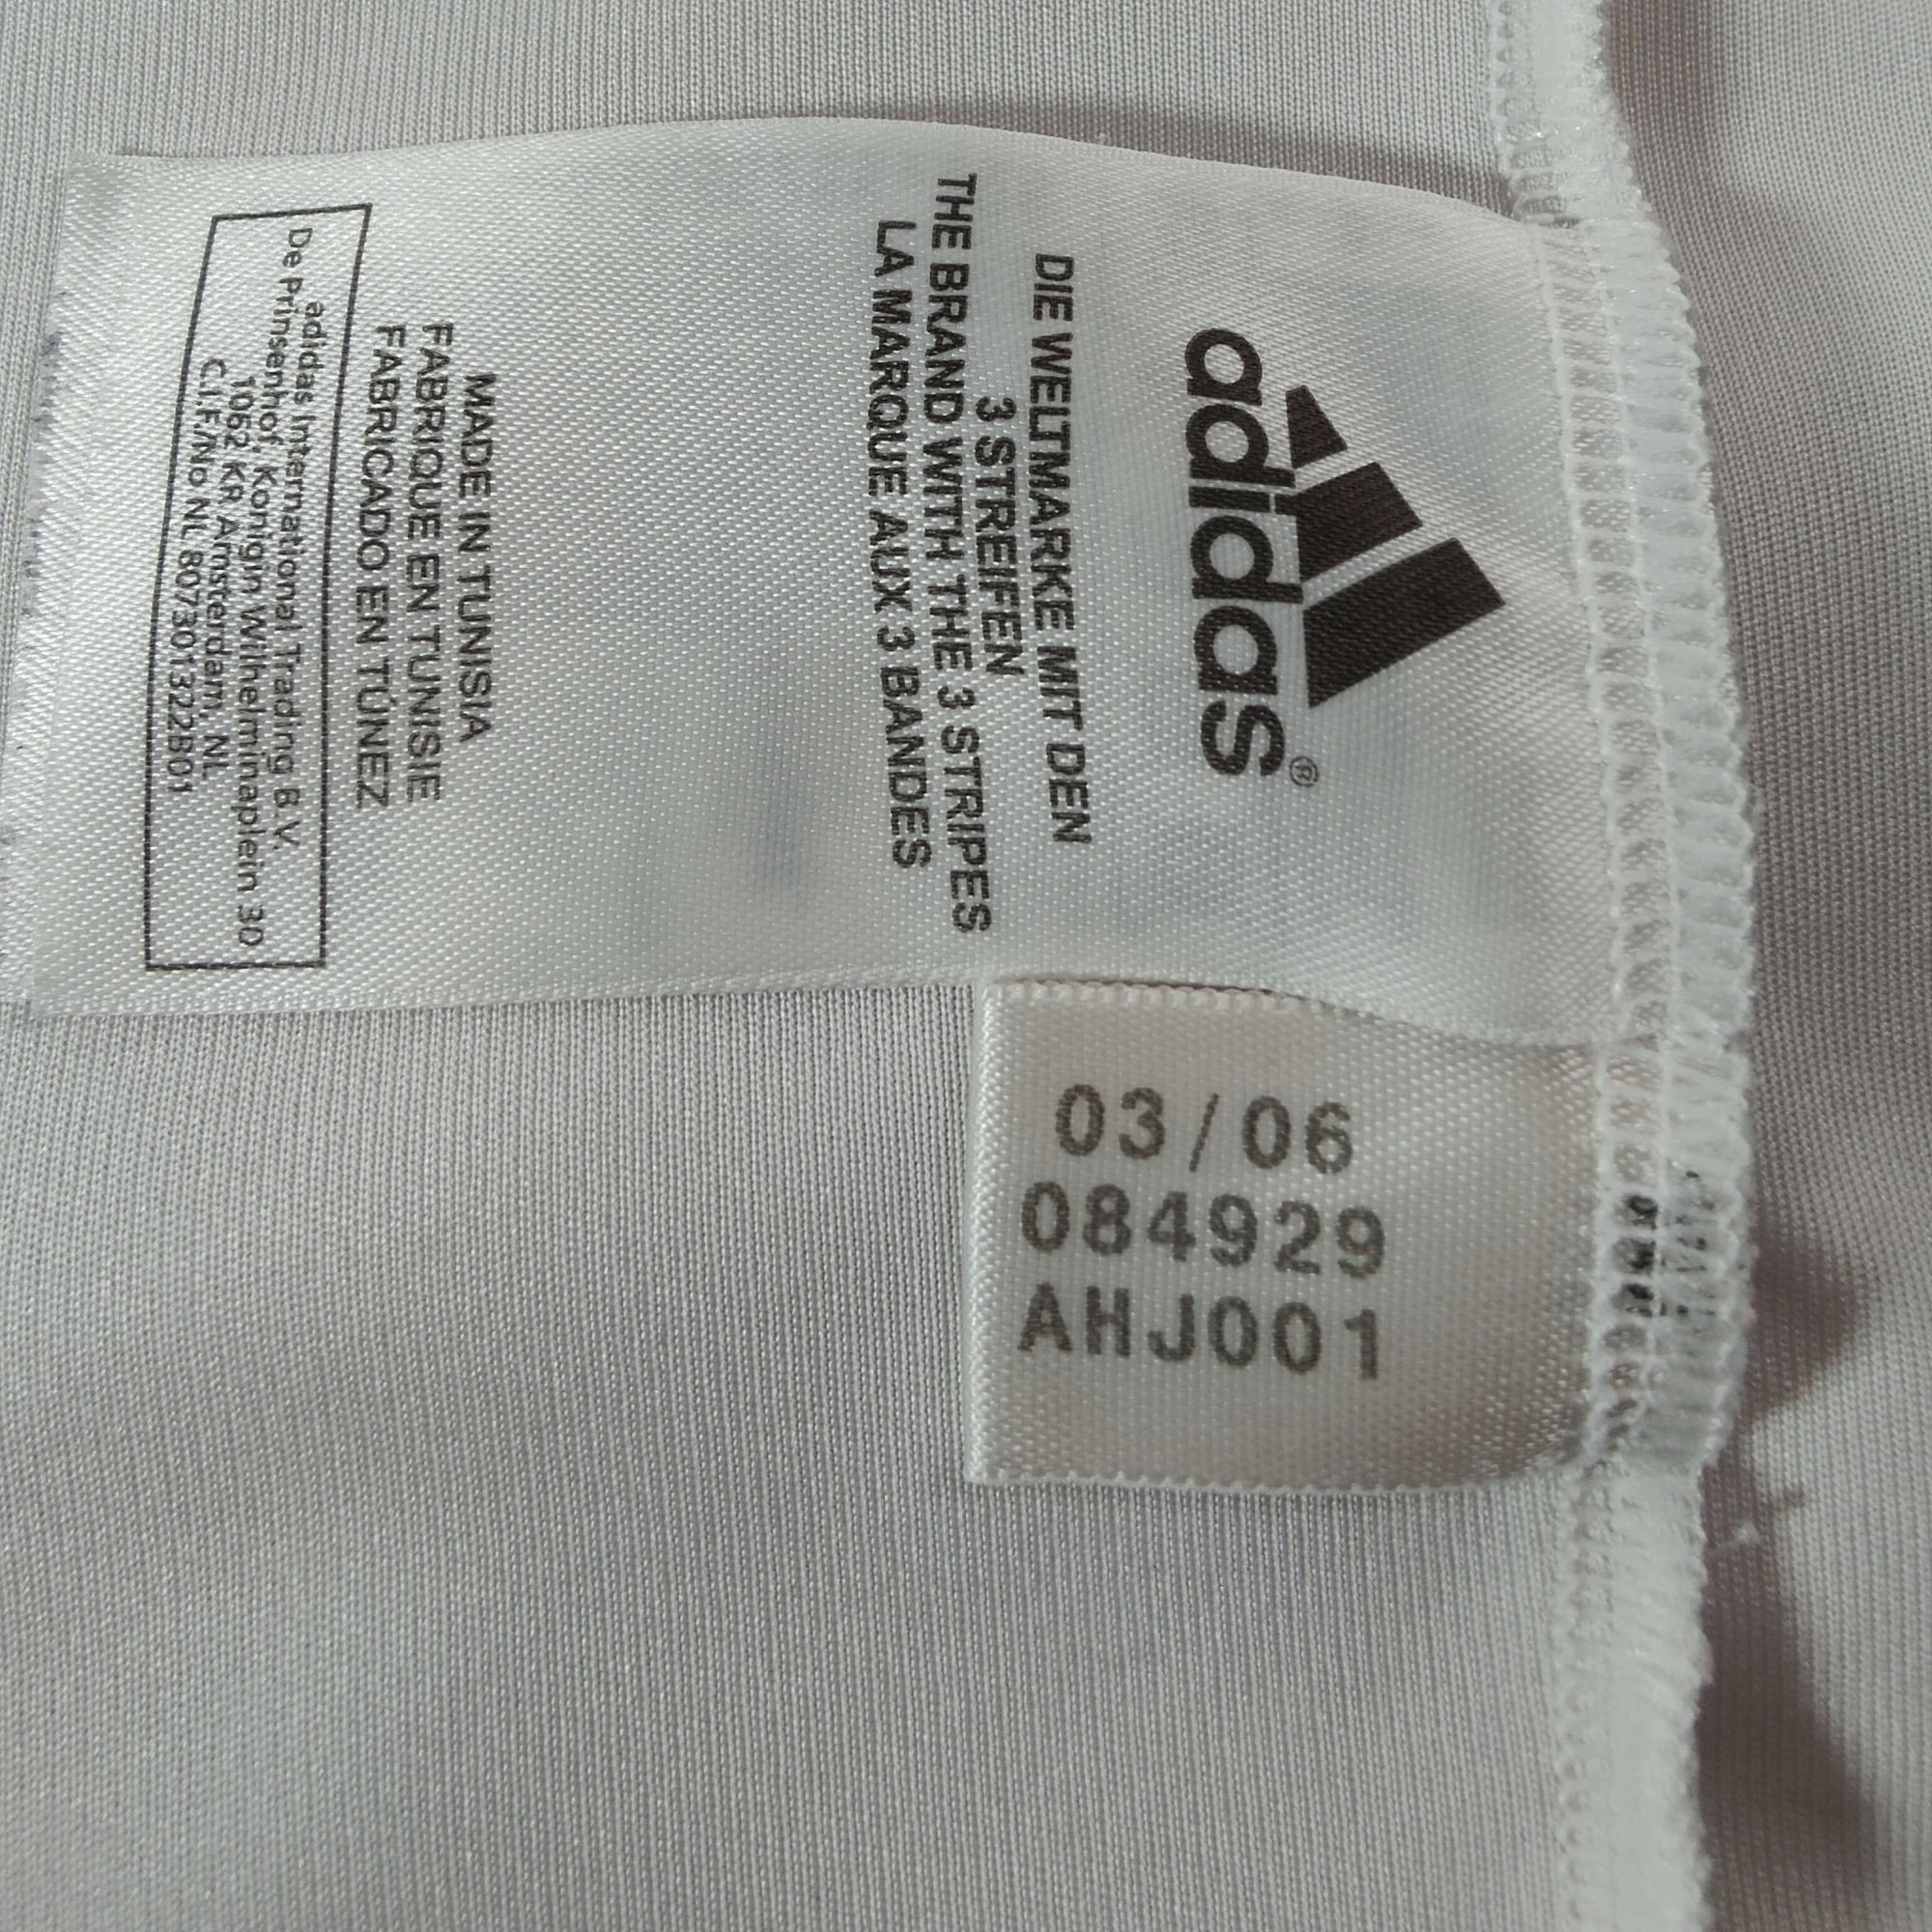 adidas®
DIE WELTMARKE MIT DEN
3 STREIFEN
THE BRAND WITH THE 3 STRIPES
LA MARQUE AUX 3 BANDES
MADE IN TUNISIA
FABRIQUE EN TUNISIE
FABRICADO EN TÚNEZ
adidas International Trading B.V.
De Prinsenhof, Konigin Wilhelminaplein 30
1062 KR Amsterdam, NL
C.I.F./No NL 807301322B01
03/06
084929
AHJ001